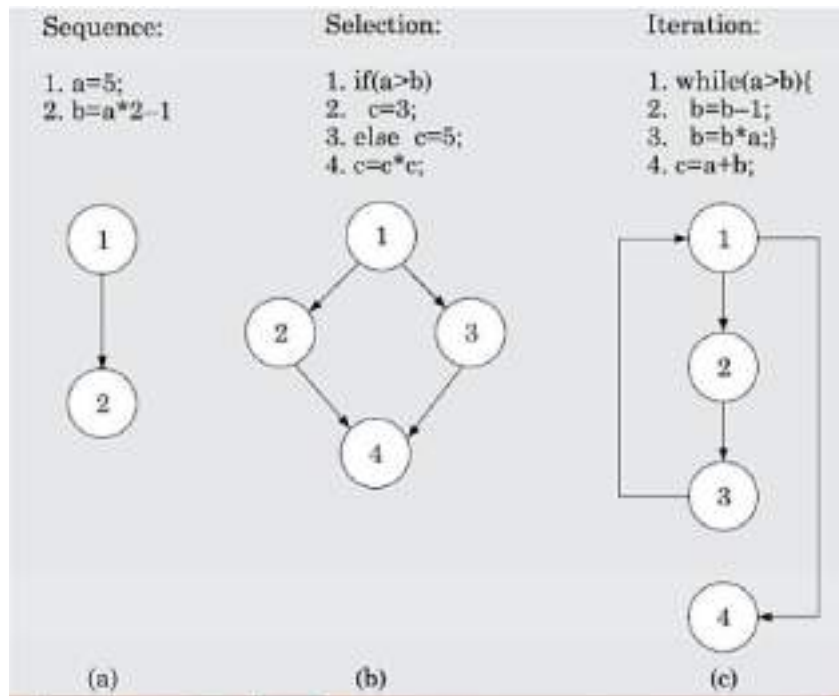 Sequence:
1. a=5;
2. b=a*2–1
Selection:
1. if(a>b)
2. c=3;
3. else c=5;
4. c=c*c;
Iteration:
1. while(a>b){
2. b=b–1;
3. b=b*a;}
4. c=a+b;
1
2
1
2
3
4
1
2
3
4
(a)
(b)
(c)